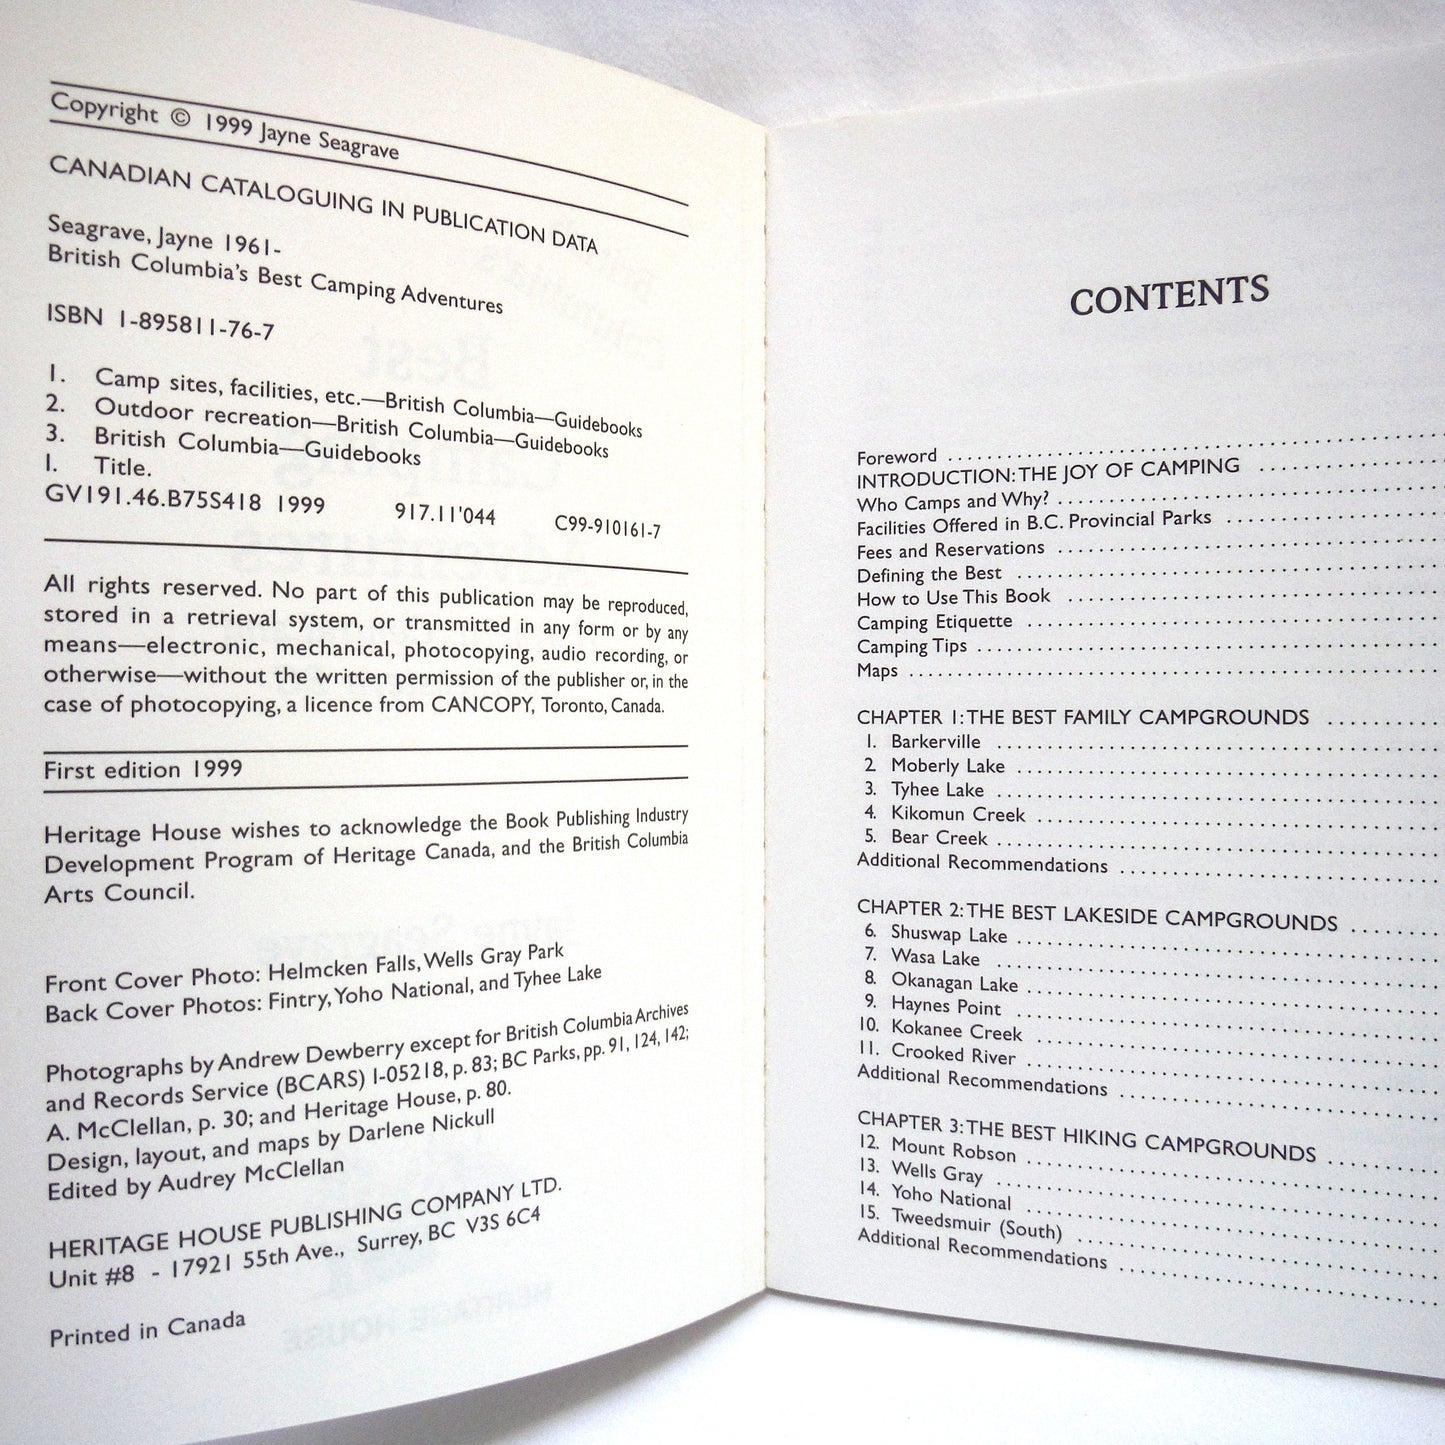 Copyright © 1999 Jayne Seagrave
CANADIAN CATALOGUING IN PUBLICATION DATA
Seagrave, Jayne 1961-
British Columbia's Best Camping Adventures
ISBN 1-895811-76-7
1. Camp sites, facilities, etc.—British Columbia—Guidebooks
2. Outdoor recreation—British Columbia—Guidebooks
3. British Columbia—Guidebooks
I. Title.
GV191.46.B75S418 1999 917.11'044 C99-910161-7
All rights reserved. No part of this publication may be reproduced,
stored in a retrieval system, or transmitted in any form or by any
means—electronic, mechanical, photocopying, audio recording, or
otherwise—without the written permission of the publisher or, in the
case of photocopying, a licence from CANCOPY, Toronto, Canada.
First edition 1999
Heritage House wishes to acknowledge the Book Publishing Industry
Development Program of Heritage Canada, and the British Columbia
Arts Council.
Front Cover Photo: Helmcken Falls, Wells Gray Park
Back Cover Photos: Fintry, Yoho National, and Tyhee Lake
Photographs by Andrew Dewberry except for British Columbia Archives
and Records Service (BCARS) I-05218, p. 83; BC Parks, pp. 91, 124, 142;
A. McClellan, p. 30; and Heritage House, p. 80.
Design, layout, and maps by Darlene Nickull
Edited by Audrey McClellan
HERITAGE HOUSE PUBLISHING COMPANY LTD.
Unit #8 - 17921 55th Ave., Surrey, BC V3S 6C4
Printed in Canada
CONTENTS
Foreword
INTRODUCTION: THE JOY OF CAMPING
Who Camps and Why?
Facilities Offered in B.C. Provincial Parks
Fees and Reservations
Defining the Best
How to Use This Book
Camping Etiquette
Camping Tips
Maps
CHAPTER 1: THE BEST FAMILY CAMPGROUNDS
1. Barkerville
2. Moberly Lake
3. Tyhee Lake
4. Kikomun Creek
5. Bear Creek
Additional Recommendations
CHAPTER 2: THE BEST LAKESIDE CAMPGROUNDS
6. Shuswap Lake
7. Wasa Lake
8. Okanagan Lake
9. Haynes Point
10. Kokanee Creek
11. Crooked River
Additional Recommendations
CHAPTER 3: THE BEST HIKING CAMPGROUNDS
12. Mount Robson
13. Wells Gray
14. Yoho National
15. Tweedsmuir (South)
Additional Recommendations